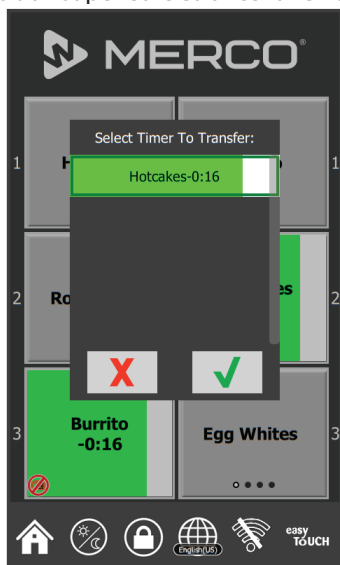 MERCO®
Select Timer To Transfer:
Hotcakes-0:16
1
1
2
2
3
Burrito
-0:16
Egg Whites
3
English(US)
easy
TOUCH